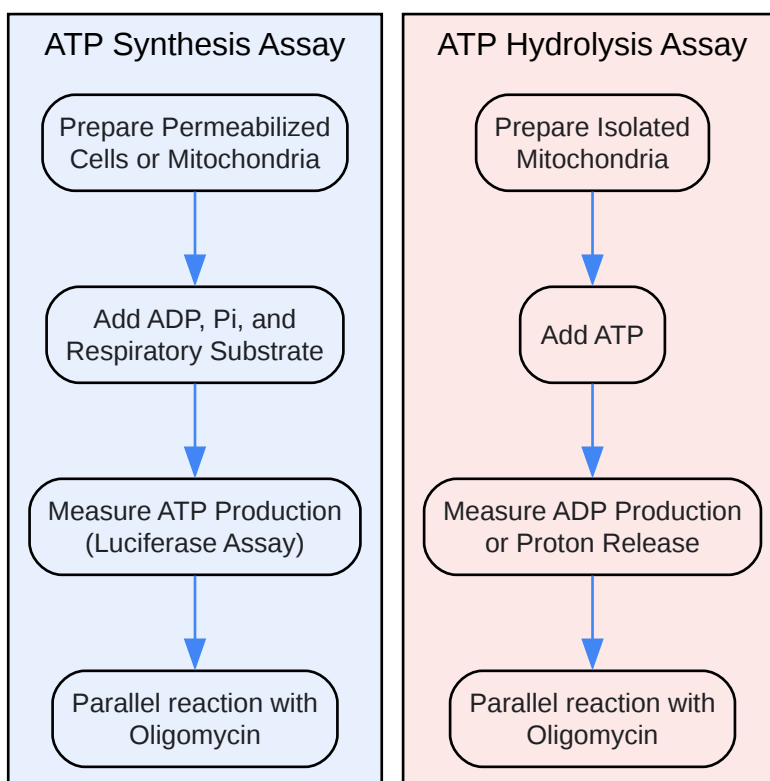 ATP Synthesis Assay
Prepare Permeabilized
Cells or Mitochondria
Add ADP, Pi, and
Respiratory Substrate
Measure ATP Production
(Luciferase Assay)
Parallel reaction with
Oligomycin
ATP Hydrolysis Assay
Prepare Isolated
Mitochondria
Add ATP
Measure ADP Production
or Proton Release
Parallel reaction with
Oligomycin